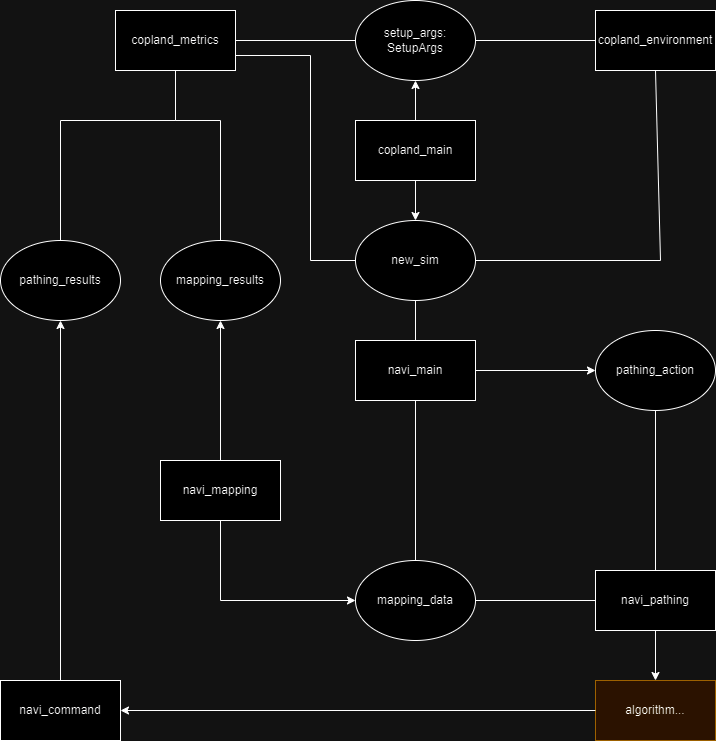 copland_metrics
setup_args:
SetupArgs
copland_environment
copland_main
pathing_results
mapping_results
new_sim
navi_main
pathing_action
navi_mapping
mapping_data
navi_pathing
navi_command
algorithm...